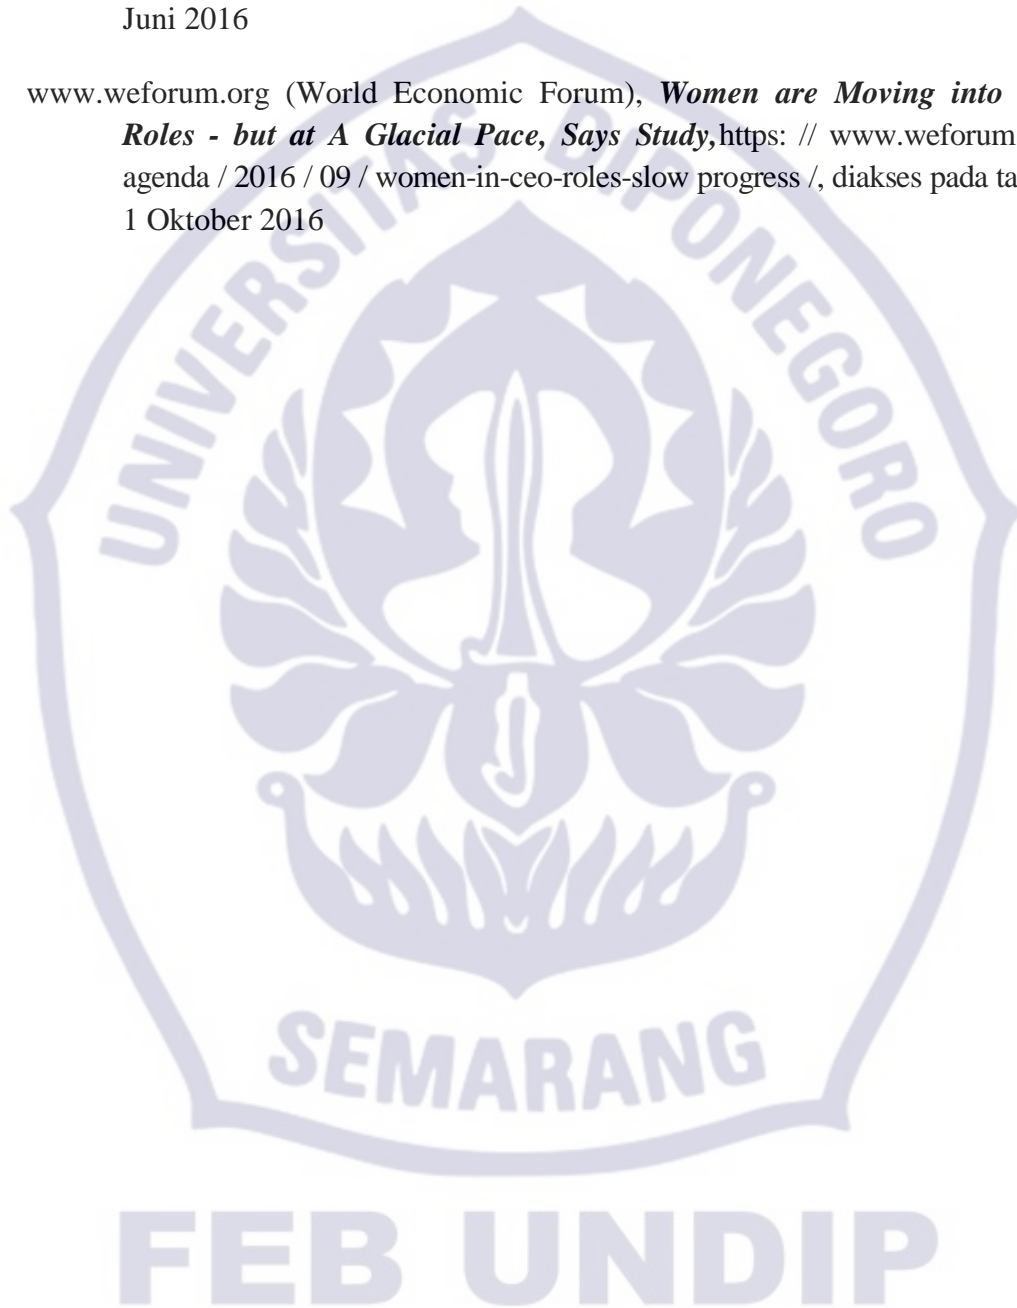 Juni 2016
www.weforum.org (World Economic Forum), Women are Moving into
Roles - but at A Glacial Pace, Says Study,https: // www.weforum
agenda / 2016 / 09 / women-in-ceo-roles-slow progress /, diakses pada ta
1 Oktober 2016
UNIVERSITAS DIPONEGORO
SEMARANG
FEB UNDIP